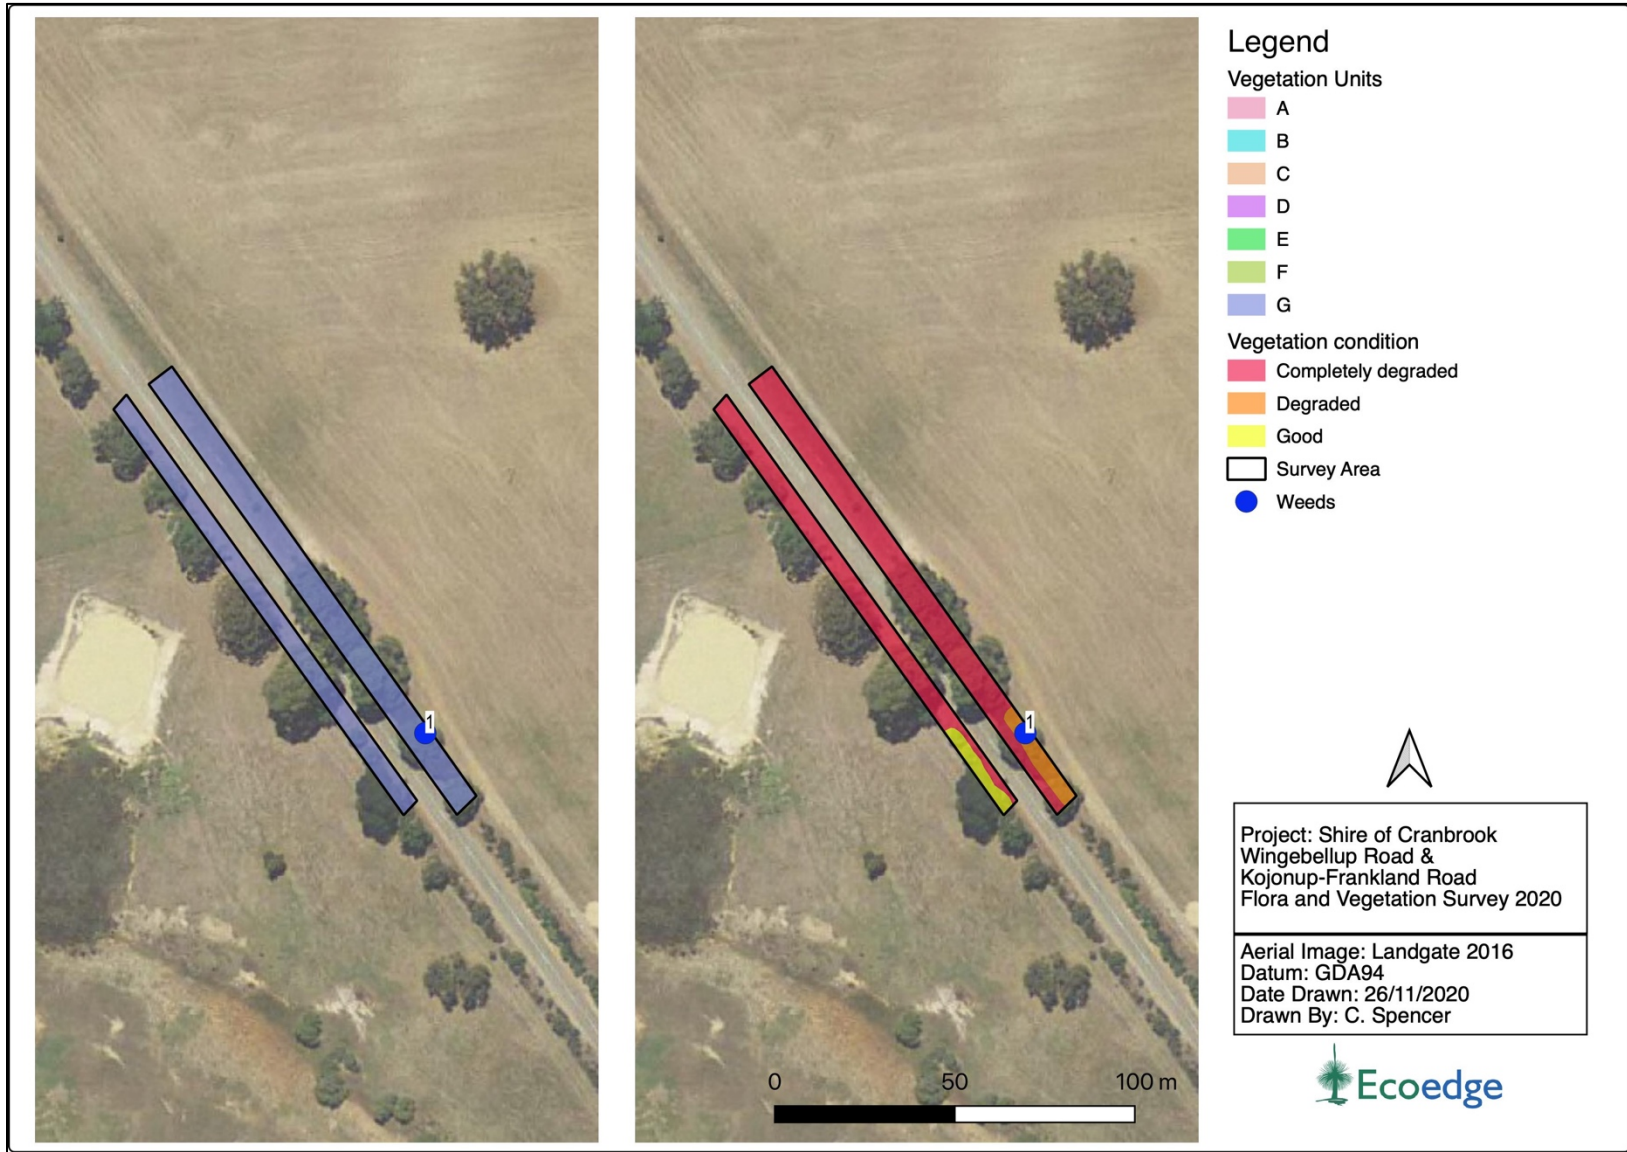 Legend
Vegetation Units
A
B
C
D
E
F
G
Vegetation condition
Completely degraded
Degraded
Good
Survey Area
Weeds
1
1
0 50 100 m
Project: Shire of Cranbrook
Wingebellup Road &
Kojonup-Frankland Road
Flora and Vegetation Survey 2020
Aerial Image: Landgate 2016
Datum: GDA94
Date Drawn: 26/11/2020
Drawn By: C. Spencer
Ecoedge